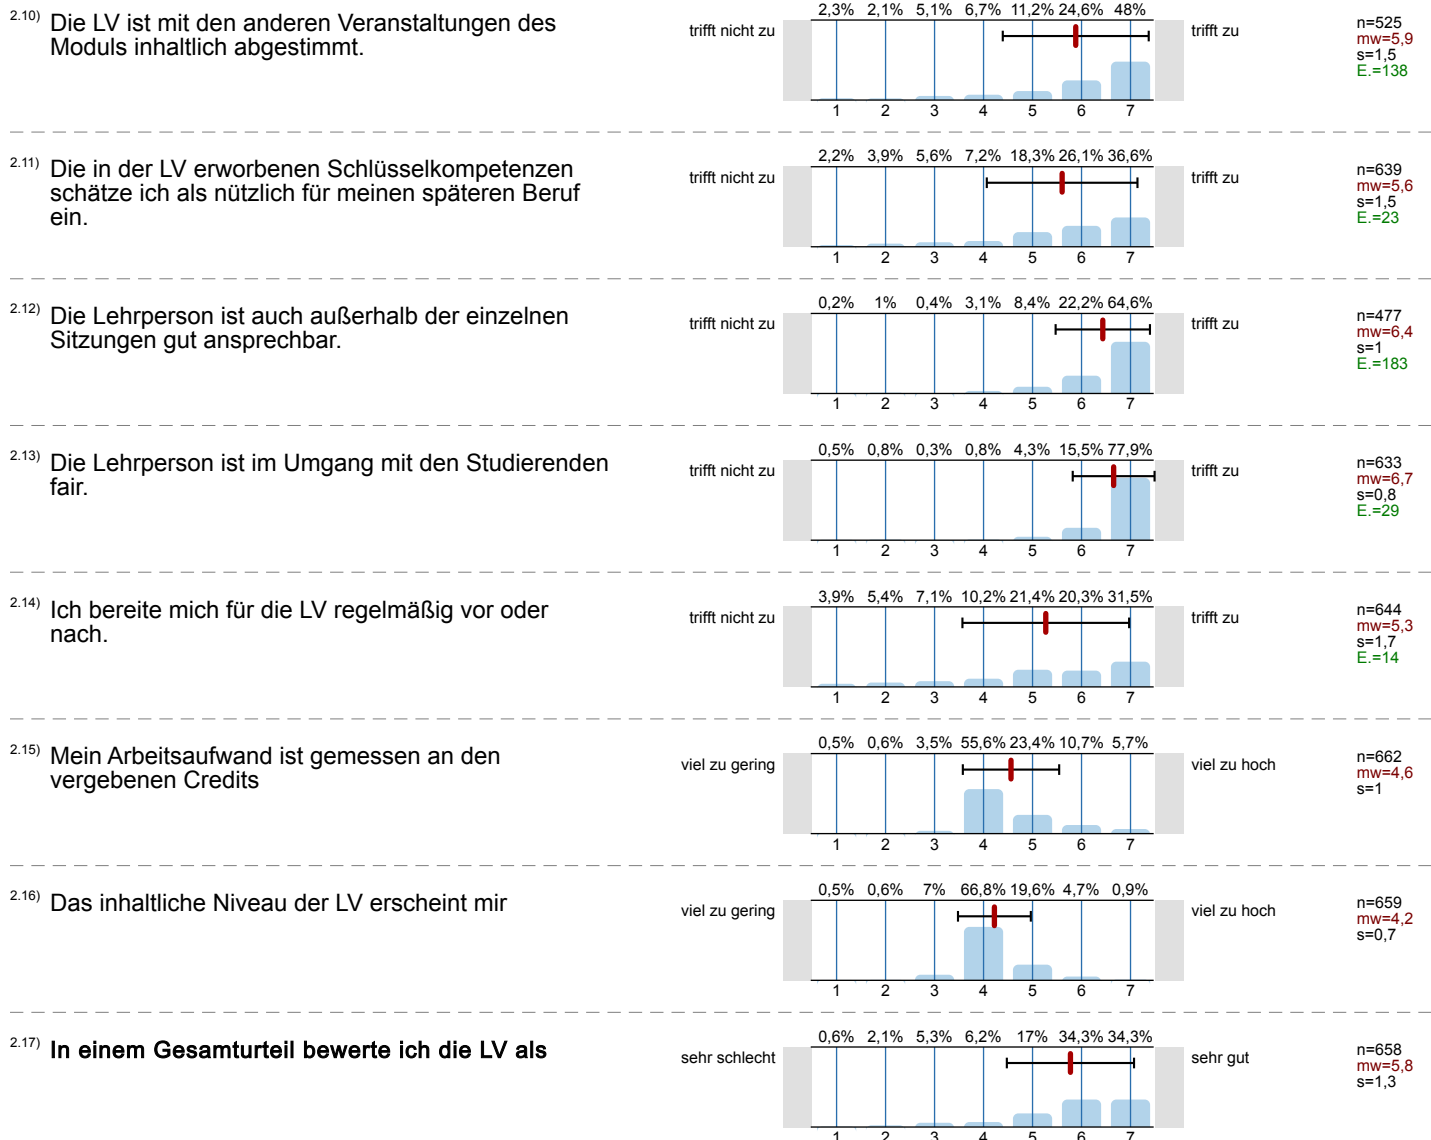 2.10) Die LV ist mit den anderen Veranstaltungen des
Moduls inhaltlich abgestimmt.
trifft nicht zu
2,3% 2,1% 5,1% 6,7% 11,2% 24,6% 48%
1 2 3 4 5 6 7
trifft zu
n=525
mw=5,9
s=1,5
E.=138
2.11) Die in der LV erworbenen Schlüsselkompetenzen
schätze ich als nützlich für meinen späteren Beruf
ein.
trifft nicht zu
2,2% 3,9% 5,6% 7,2% 18,3% 26,1% 36,6%
1 2 3 4 5 6 7
trifft zu
n=639
mw=5,6
s=1,5
E.=23
2.12) Die Lehrperson ist auch außerhalb der einzelnen
Sitzungen gut ansprechbar.
trifft nicht zu
0,2% 1% 0,4% 3,1% 8,4% 22,2% 64,6%
1 2 3 4 5 6 7
trifft zu
n=477
mw=6,4
s=1
E.=183
2.13) Die Lehrperson ist im Umgang mit den Studierenden
fair.
trifft nicht zu
0,5% 0,8% 0,3% 0,8% 4,3% 15,5% 77,9%
1 2 3 4 5 6 7
trifft zu
n=633
mw=6,7
s=0,8
E.=29
2.14) Ich bereite mich für die LV regelmäßig vor oder
nach.
trifft nicht zu
3,9% 5,4% 7,1% 10,2% 21,4% 20,3% 31,5%
1 2 3 4 5 6 7
trifft zu
n=644
mw=5,3
s=1,7
E.=14
2.15) Mein Arbeitsaufwand ist gemessen an den
vergebenen Credits
viel zu gering
0,5% 0,6% 3,5% 55,6% 23,4% 10,7% 5,7%
1 2 3 4 5 6 7
viel zu hoch
n=662
mw=4,6
s=1
2.16) Das inhaltliche Niveau der LV erscheint mir
viel zu gering
0,5% 0,6% 7% 66,8% 19,6% 4,7% 0,9%
1 2 3 4 5 6 7
viel zu hoch
n=659
mw=4,2
s=0,7
2.17) In einem Gesamturteil bewerte ich die LV als
sehr schlecht
0,6% 2,1% 5,3% 6,2% 17% 34,3% 34,3%
1 2 3 4 5 6 7
sehr gut
n=658
mw=5,8
s=1,3